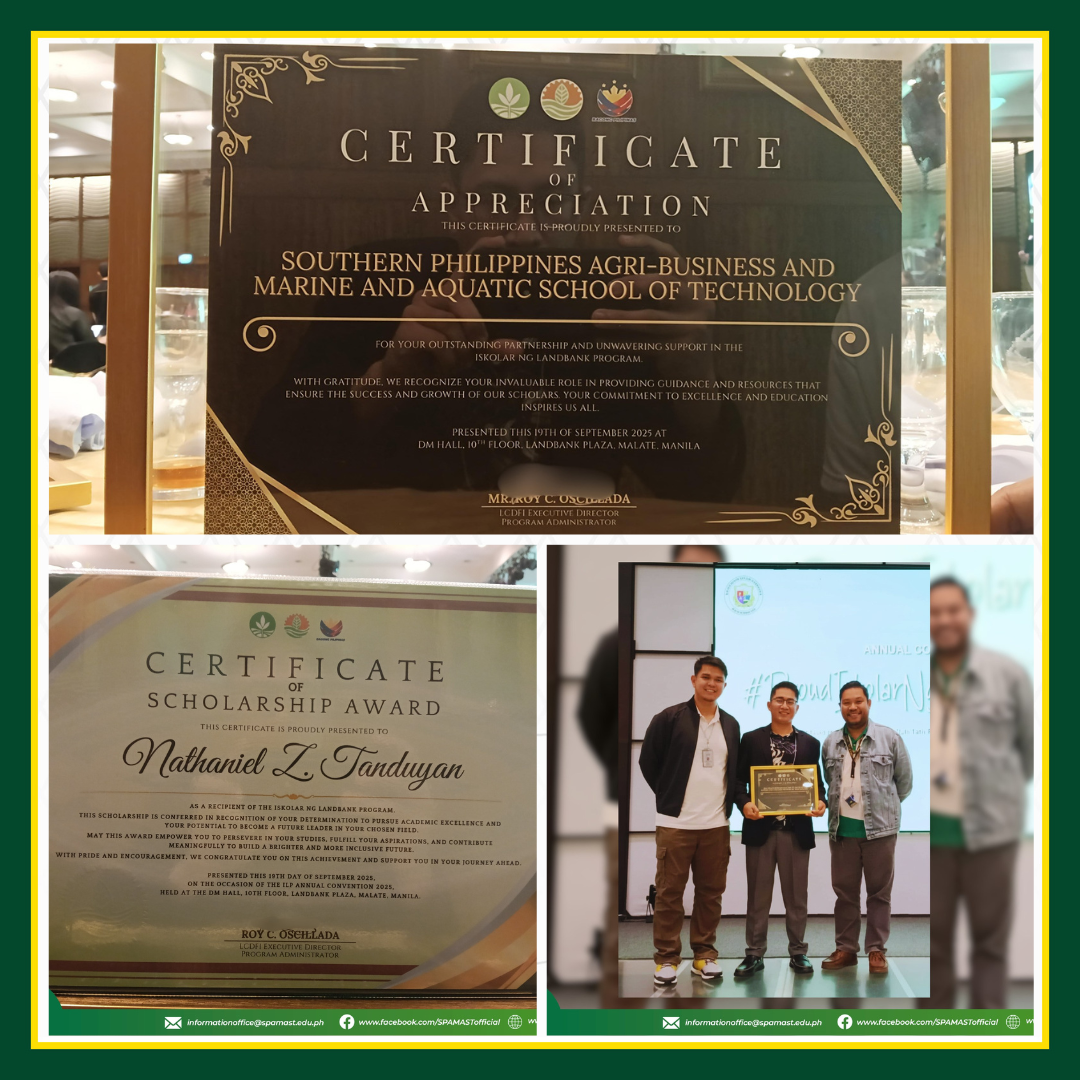 CERTIFICATE
OF
APPRECIATION
THIS CERTIFICATE IS PROUDLY PRESENTED TO
SOUTHERN PHILIPPINES AGRI-BUSINESS AND
MARINE AND AQUATIC SCHOOL OF TECHNOLOGY
FOR YOUR OUTSTANDING PARTNERSHIP AND UNWAVERING SUPPORT IN THE
ISKOLAR NG LANDBANK PROGRAM.
WITH GRATITUDE, WE RECOGNIZE YOUR INVALUABLE ROLE IN PROVIDING GUIDANCE AND RESOURCES THAT
ENSURE THE SUCCESS AND GROWTH OF OUR SCHOLARS. YOUR COMMITMENT TO EXCELLENCE AND EDUCATION
INSPIRES US ALL.
PRESENTED THIS 19TH OF SEPTEMBER 2025 AT
DM HALL, 10TH FLOOR, LANDBANK PLAZA, MALATE, MANILA
MR. ROY C. OSCILLADA
LCDFI EXECUTIVE DIRECTOR
PROGRAM ADMINISTRATOR
CERTIFICATE
OF
SCHOLARSHIP AWARD
THIS CERTIFICATE IS PROUDLY PRESENTED TO
Nathaniel Z. Tanduyan
AS A RECIPIENT OF THE ISKOLAR NG LANDBANK PROGRAM.
THIS SCHOLARSHIP IS CONFERRED IN RECOGNITION OF YOUR DETERMINATION TO PURSUE ACADEMIC EXCELLENCE AND
YOUR POTENTIAL TO BECOME A FUTURE LEADER IN YOUR CHOSEN FIELD.
MAY THIS AWARD EMPOWER YOU TO PERSEVERE IN YOUR STUDIES, FULFILL YOUR ASPIRATIONS, AND CONTRIBUTE
MEANINGFULLY TO BUILD A BRIGHTER AND MORE INCLUSIVE FUTURE.
WITH PRIDE AND ENCOURAGEMENT, WE CONGRATULATE YOU ON THIS ACHIEVEMENT AND SUPPORT YOU IN YOUR JOURNEY AHEAD.
PRESENTED THIS 19TH DAY OF SEPTEMBER 2025,
ON THE OCCASION OF THE ILP ANNUAL CONVENTION 2025,
HELD AT THE DM HALL, 10TH FLOOR, LANDBANK PLAZA, MALATE, MANILA.
ROY C. OSCILLADA
LCDFI EXECUTIVE DIRECTOR
PROGRAM ADMINISTRATOR
ANNUAL CO
#ProudIskolarN
CERTIFICATE
informationoffice@spamast.edu.ph www.facebook.com/SPAMASTofficial w
informationoffice@spamast.edu.ph www.facebook.com/SPAMASTofficial w